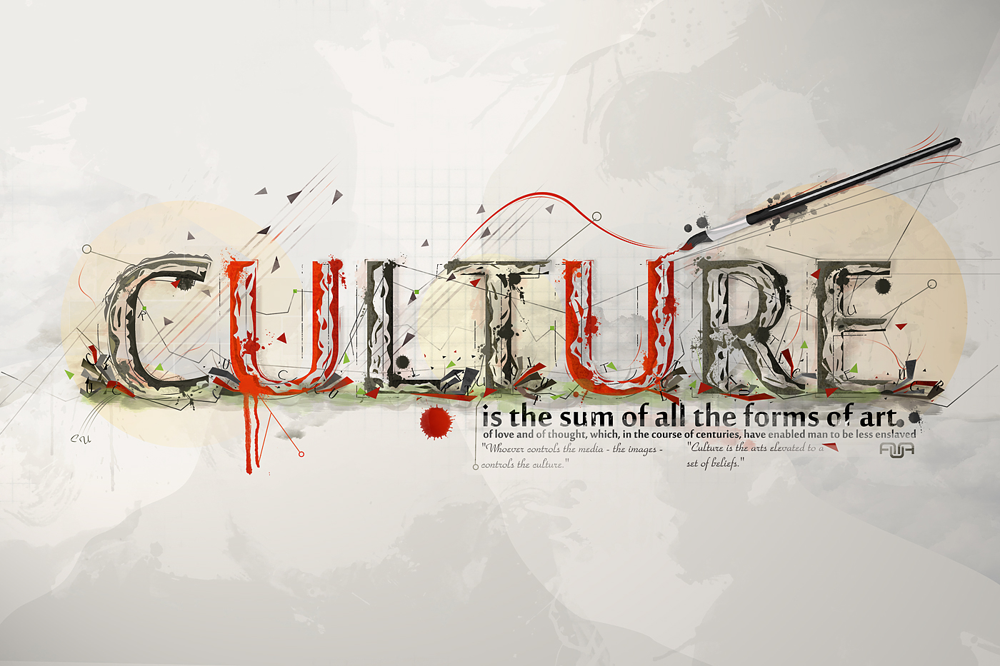 CULTURE
is the sum of all the forms of art.
of love and of thought, which, in the course of centuries, have enabled man to be less enslaved
"Whoever controls the media - the images -
controls the culture."
"Culture is the arts elevated to a
set of beliefs."